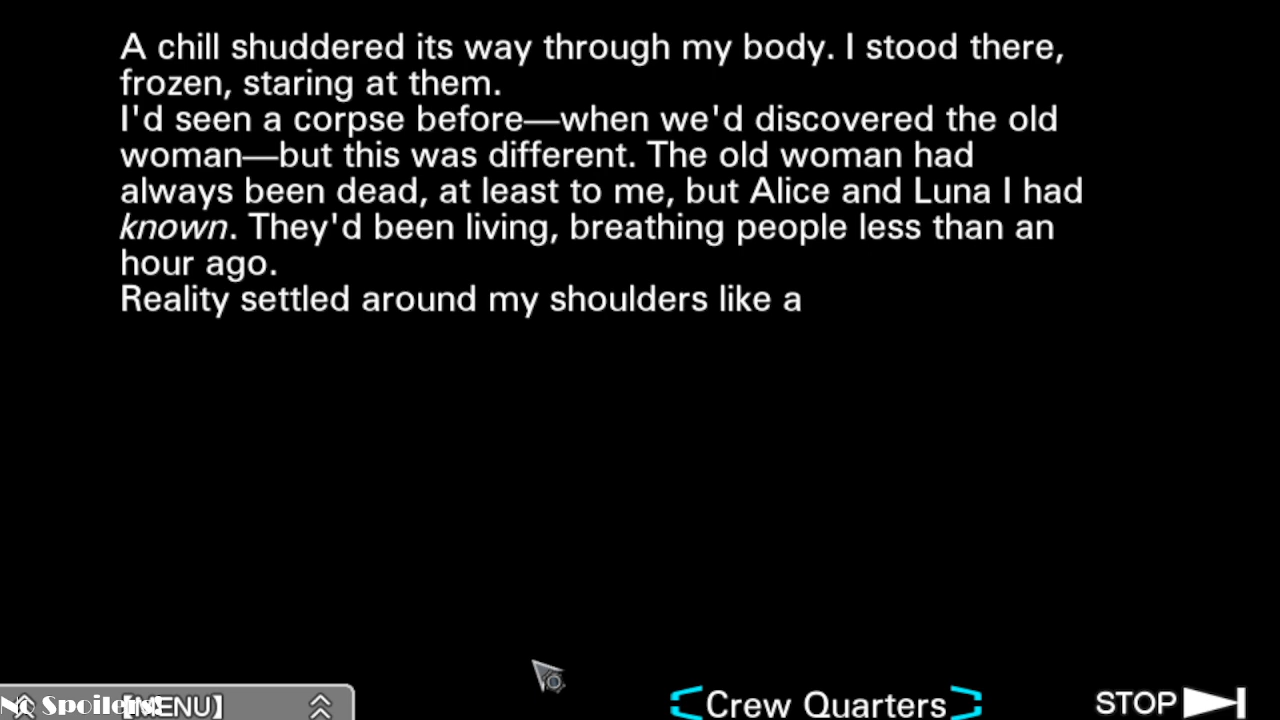 A chill shuddered its way through my body. I stood there,
frozen, staring at them.
I'd seen a corpse before—when we'd discovered the old
woman—but this was different. The old woman had
always been dead, at least to me, but Alice and Luna I had
known. They'd been living, breathing people less than an
hour ago.
Reality settled around my shoulders like a
No Spoilers!
【MENU】
Crew Quarters
STOP